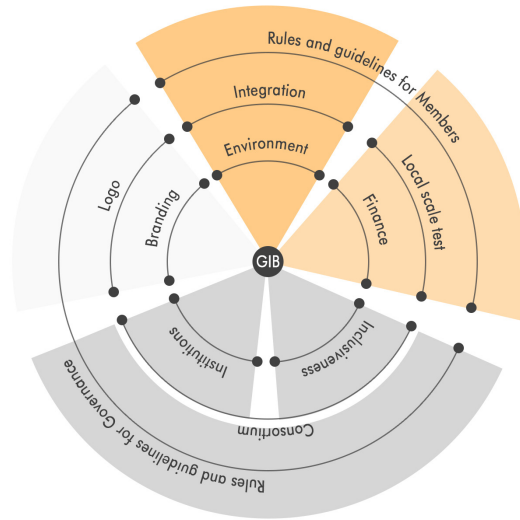 Rules and guidelines for Members
Integration
Environment
Local scale test
Finance
Logo
Branding
GIB
Institutions
Inclusiveness
Consortium
Rules and guidelines for Governance